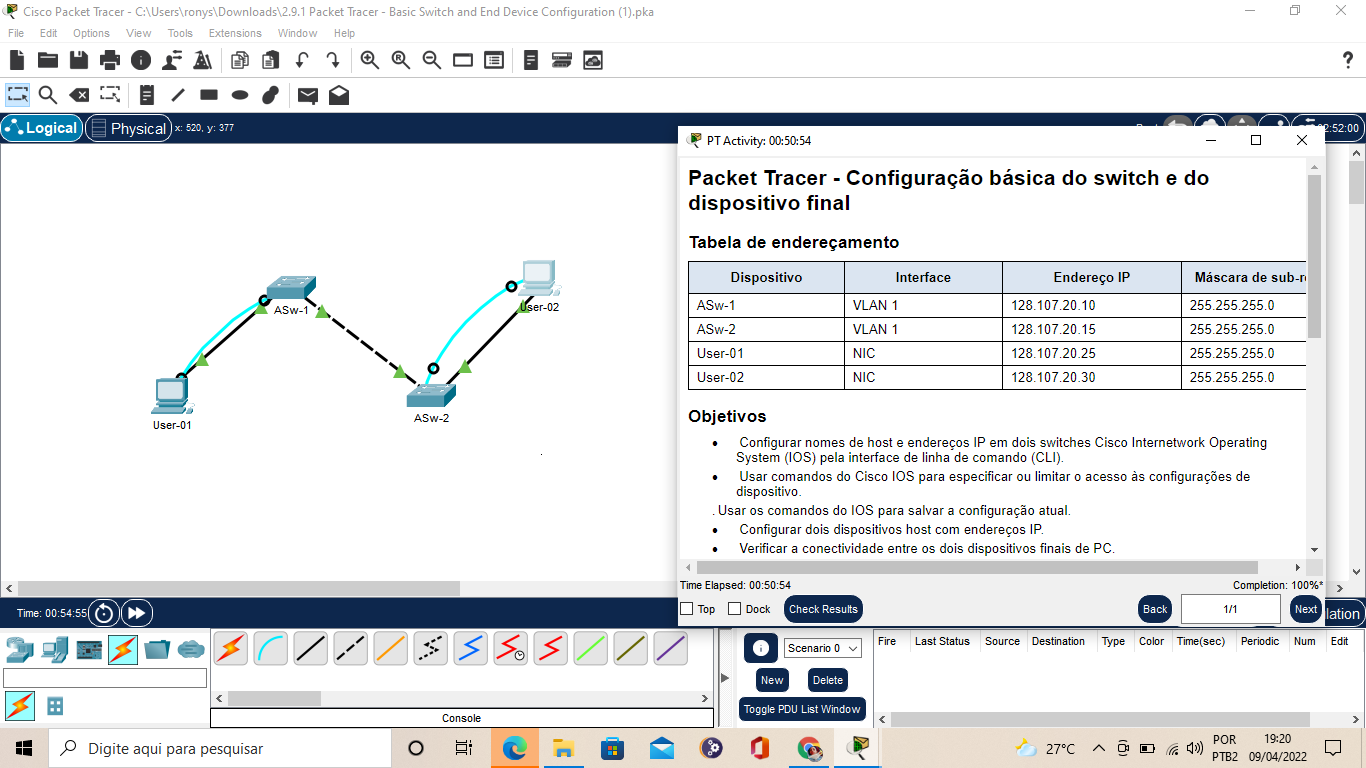 Cisco Packet Tracer - C:\Users\ronys\Downloads\2.9.1 Packet Tracer - Basic Switch and End Device Configuration (1).pka
File Edit Options View Tools Extensions Window Help
Logical Physical x: 520, y: 377
2:52:00
PT Activity: 00:50:54
Packet Tracer - Configuração básica do switch e do
dispositivo final
Tabela de endereçamento
Dispositivo Interface Endereço IP Máscara de sub-re
ASw-1 VLAN 1 128.107.20.10 255.255.255.0
ASw-2 VLAN 1 128.107.20.15 255.255.255.0
User-01 NIC 128.107.20.25 255.255.255.0
User-02 NIC 128.107.20.30 255.255.255.0
Objetivos
• Configurar nomes de host e endereços IP em dois switches Cisco Internetwork Operating
System (IOS) pela interface de linha de comando (CLI).
• Usar comandos do Cisco IOS para especificar ou limitar o acesso às configurações de
dispositivo.
. Usar os comandos do IOS para salvar a configuração atual.
• Configurar dois dispositivos host com endereços IP.
• Verificar a conectividade entre os dois dispositivos finais de PC.
Time Elapsed: 00:50:54 Completion: 100%*
Top Dock Check Results Back 1/1 Next
ASw-1
User-02
ASw-2
User-01
Time: 00:54:55
lation
Console
Scenario 0
New Delete
Toggle PDU List Window
Fire Last Status Source Destination Type Color Time(sec) Periodic Num Edit
Digite aqui para pesquisar
27°C
POR
PTB2
19:20
09/04/2022